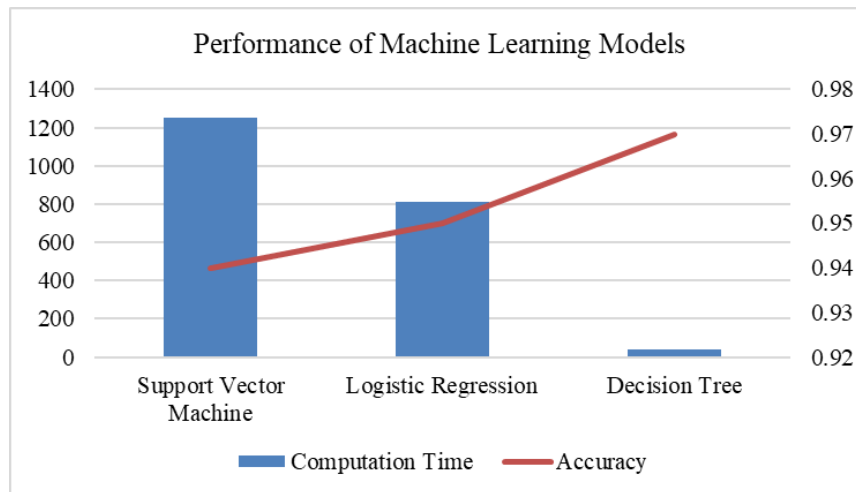 Performance of Machine Learning Models
1400
1200
1000
800
600
400
200
0
0.98
0.97
0.96
0.95
0.94
0.93
0.92
Support Vector
Machine
Logistic Regression
Decision Tree
Computation Time
Accuracy